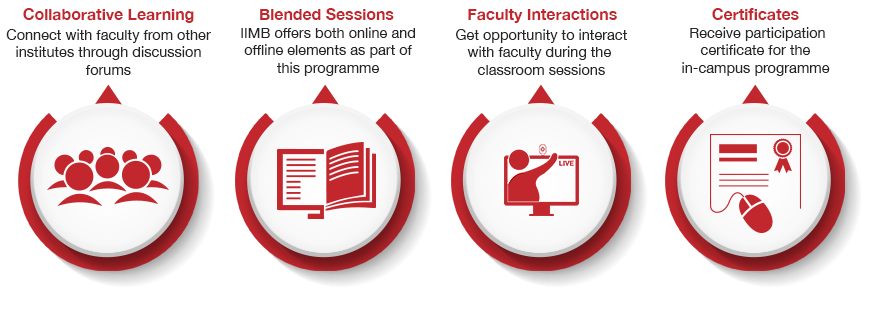 Collaborative Learning
Connect with faculty from other
institutes through discussion
forums
Blended Sessions
IIMB offers both online and
offline elements as part of
this programme
Faculty Interactions
Get opportunity to interact
with faculty during the
classroom sessions
LIVE
Certificates
Receive participation
certificate for the
in-campus programme